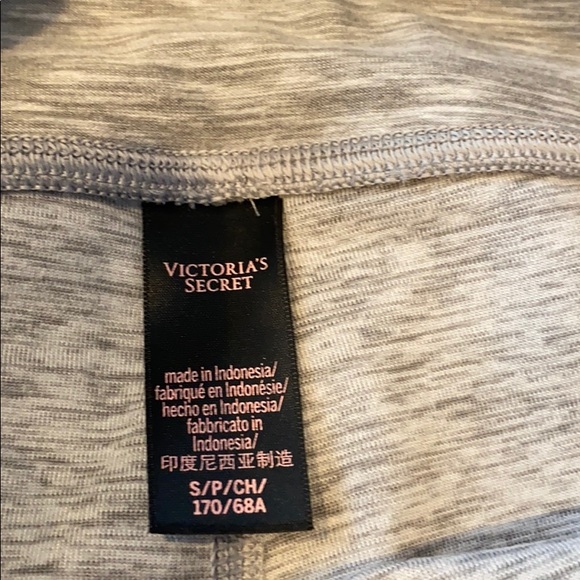 VICTORIA'S
SECRET
made in Indonesia/
fabriqué en Indonésie/
hecho en Indonesia/
fabbricato in
Indonesia/
印度尼西亚制造
S/P/CH/
170/68A